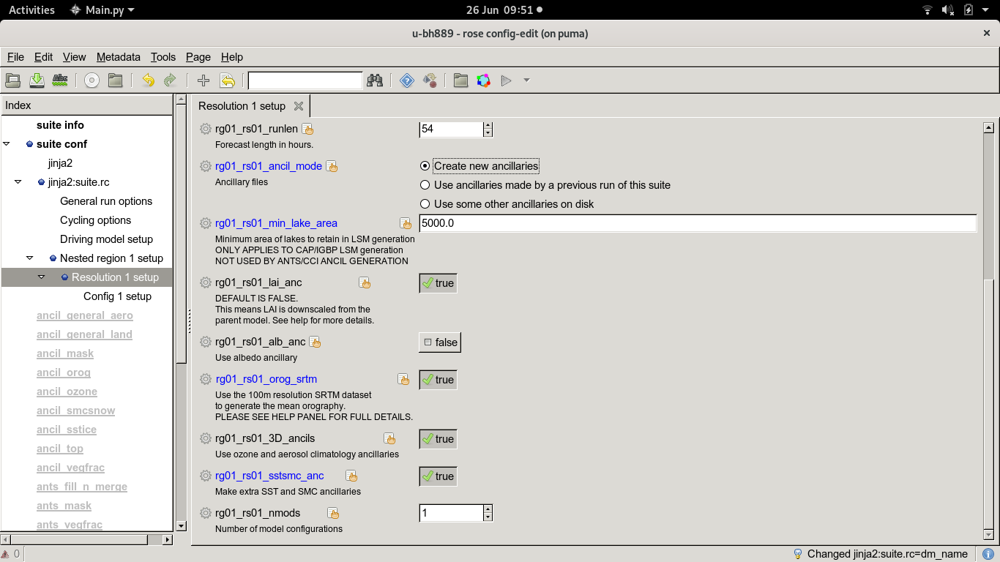 Activities Main.py 26 Jun 09:51
u-bh889 - rose config-edit (on puma)
File Edit View Metadata Tools Page Help
Abc
Index
suite info
suite conf
jinja2
jinja2:suite.rc
General run options
Cycling options
Driving model setup
Nested region 1 setup
Resolution 1 setup
Config 1 setup
ancil_general_aero
ancil_general_land
ancil_mask
ancil_orog
ancil_ozone
ancil_smcsnow
ancil_sstice
ancil_top
ancil_vegfrac
ants_fill_n_merge
ants_mask
ants_vegfrac
0
Resolution 1 setup
rg01_rs01_runlen 54
Forecast length in hours.
rg01_rs01_ancil_mode Create new ancillaries
Ancillary files
Use ancillaries made by a previous run of this suite
Use some other ancillaries on disk
rg01_rs01_min_lake_area 5000.0
Minimum area of lakes to retain in LSM generation
ONLY APPLIES TO CAP/IGBP LSM generation
NOT USED BY ANTS/CCI ANCIL GENERATION
rg01_rs01_lai_anc true
DEFAULT IS FALSE.
This means LAI is downscaled from the
parent model. See help for more details.
rg01_rs01_alb_anc false
Use albedo ancillary
rg01_rs01_orog_srtm true
Use the 100m resolution SRTM dataset
to generate the mean orography.
PLEASE SEE HELP PANEL FOR FULL DETAILS.
rg01_rs01_3D_ancils true
Use ozone and aerosol climatology ancillaries
rg01_rs01_sstsmc_anc true
Make extra SST and SMC ancillaries
rg01_rs01_nmods 1
Number of model configurations
Changed jinja2:suite.rc=dm_name